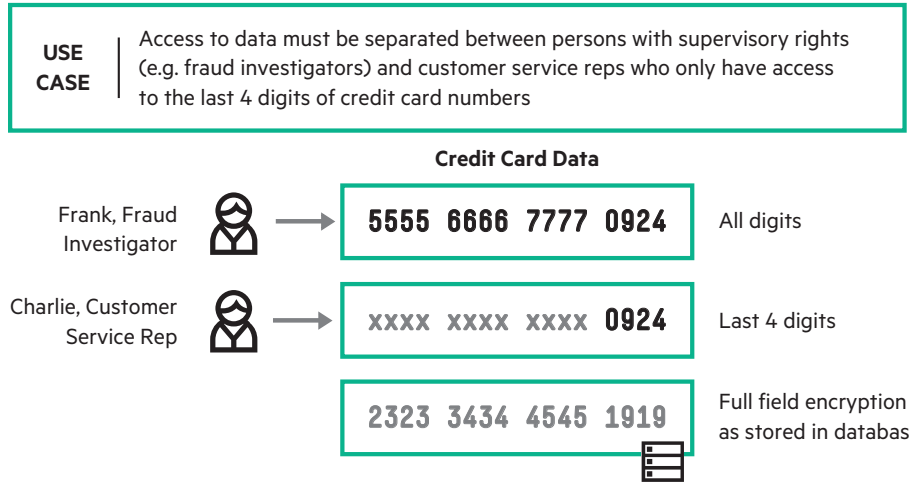 USE CASE
Access to data must be separated between persons with supervisory rights
(e.g. fraud investigators) and customer service reps who only have access
to the last 4 digits of credit card numbers
Credit Card Data
Frank, Fraud
Investigator
5555 6666 7777 0924
All digits
Charlie, Customer
Service Rep
xxxx xxxx xxxx 0924
Last 4 digits
2323 3434 4545 1919
Full field encryption
as stored in databas